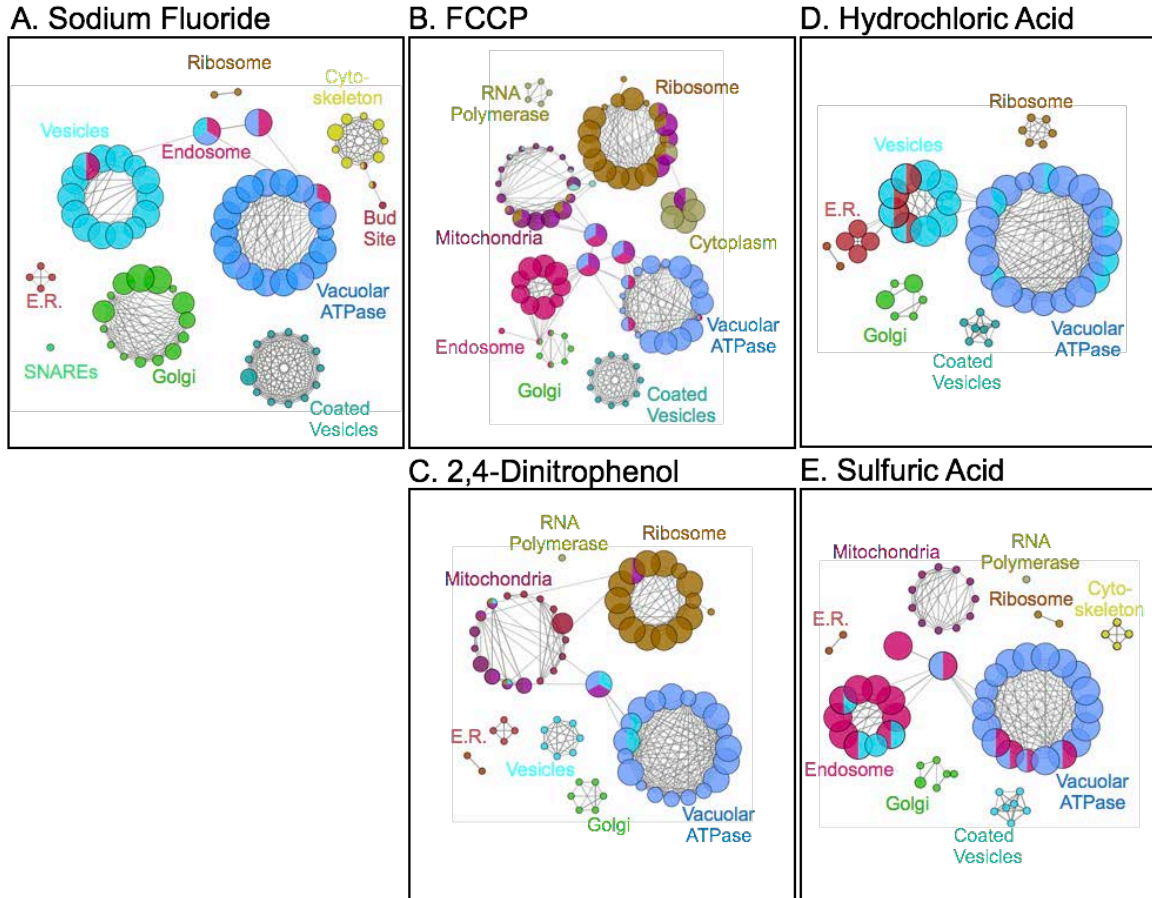 A. Sodium Fluoride
Ribosome
Cyto-
skeleton
Vesicles
Endosome
Bud
Site
E.R.
Vacuolar
ATPase
SNAREs
Golgi
Coated
Vesicles
B. FCCP
RNA
Polymerase
Ribosome
Mitochondria
Cytoplasm
Endosome
Vacuolar
ATPase
Golgi
Coated
Vesicles
D. Hydrochloric Acid
Ribosome
Vesicles
E.R.
Golgi
Vacuolar
ATPase
Coated
Vesicles
C. 2,4-Dinitrophenol
RNA
Polymerase
Ribosome
Mitochondria
E.R.
Vesicles
Golgi
Vacuolar
ATPase
E. Sulfuric Acid
Mitochondria
RNA
Polymerase
Ribosome
Cyto-
skeleton
E.R.
Endosome
Golgi
Vacuolar
ATPase
Coated
Vesicles